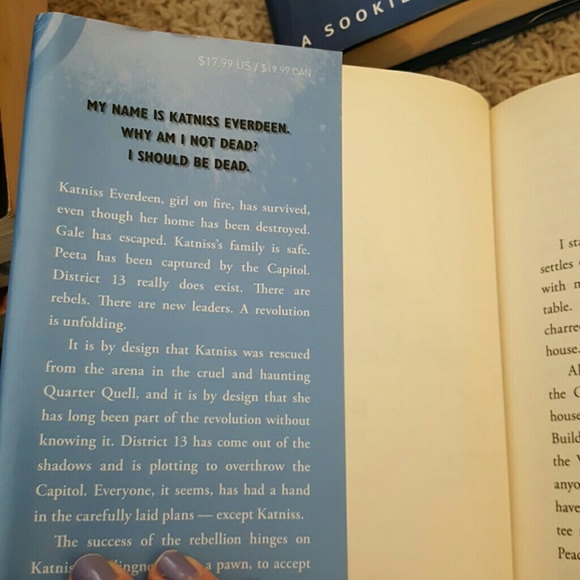 A SOOKIE
$17.99 US / $19.99 CAN
MY NAME IS KATNISS EVERDEEN.
WHY AM I NOT DEAD?
I SHOULD BE DEAD.
Katniss Everdeen, girl on fire, has survived,
even though her home has been destroyed.
Gale has escaped. Katniss's family is safe.
Peeta has been captured by the Capitol.
District 13 really does exist. There are
rebels. There are new leaders. A revolution
is unfolding.
It is by design that Katniss was rescued
from the arena in the cruel and haunting
Quarter Quell, and it is by design that she
has long been part of the revolution without
knowing it. District 13 has come out of the
shadows and is plotting to overthrow the
Capitol. Everyone, it seems, has had a hand
in the carefully laid plans — except Katniss.
The success of the rebellion hinges on
a pawn, to accept
I
settles
with
table.
house.
the
house
Build
the
anyo
have
tee
Peac